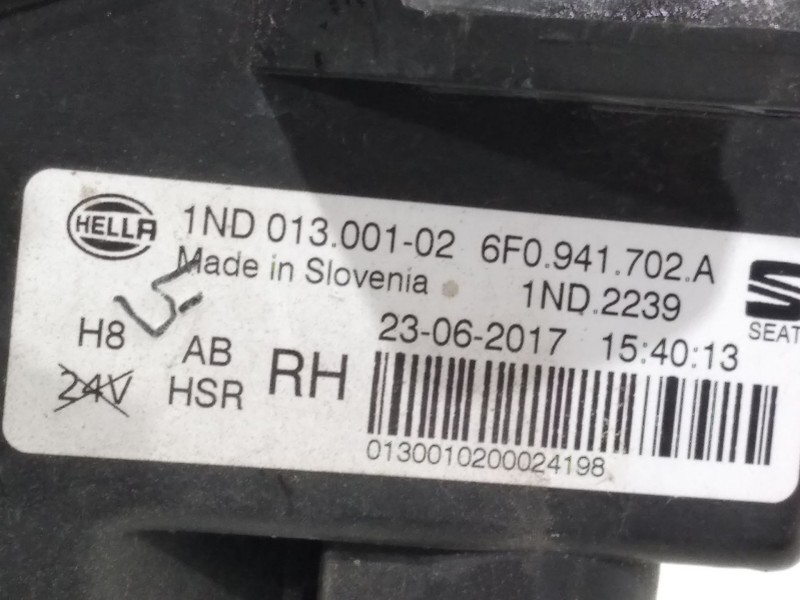 HELLA 1ND 013.001-02 6F0.941.702.A
Made in Slovenia 1ND.2239
SEAT
H8 23-06-2017 15:40:13
AB
24V HSR RH
0130010200024198